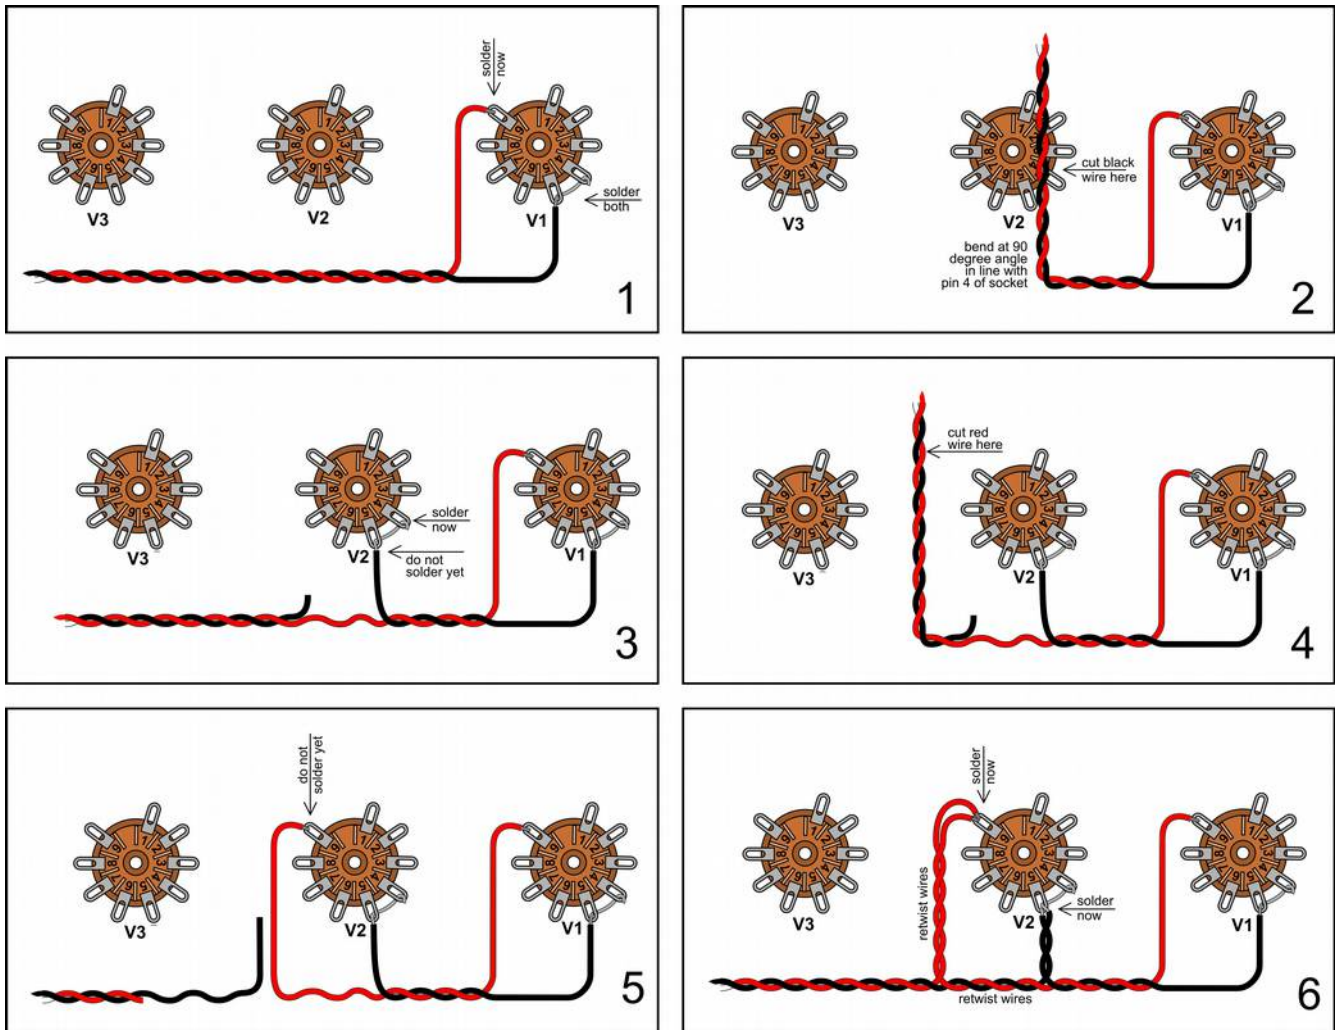 solder
now
solder
both
V3
V2
V1
1
cut black
wire here
V3
V2
V1
bend at 90
degree angle
in line with
pin 4 of socket
2
solder
now
do not
solder yet
V3
V2
V1
3
cut red
wire here
V3
V2
V1
4
do not
solder yet
V3
V2
V1
5
solder
now
retwist wires
solder
now
V3
V2
V1
retwist wires
6